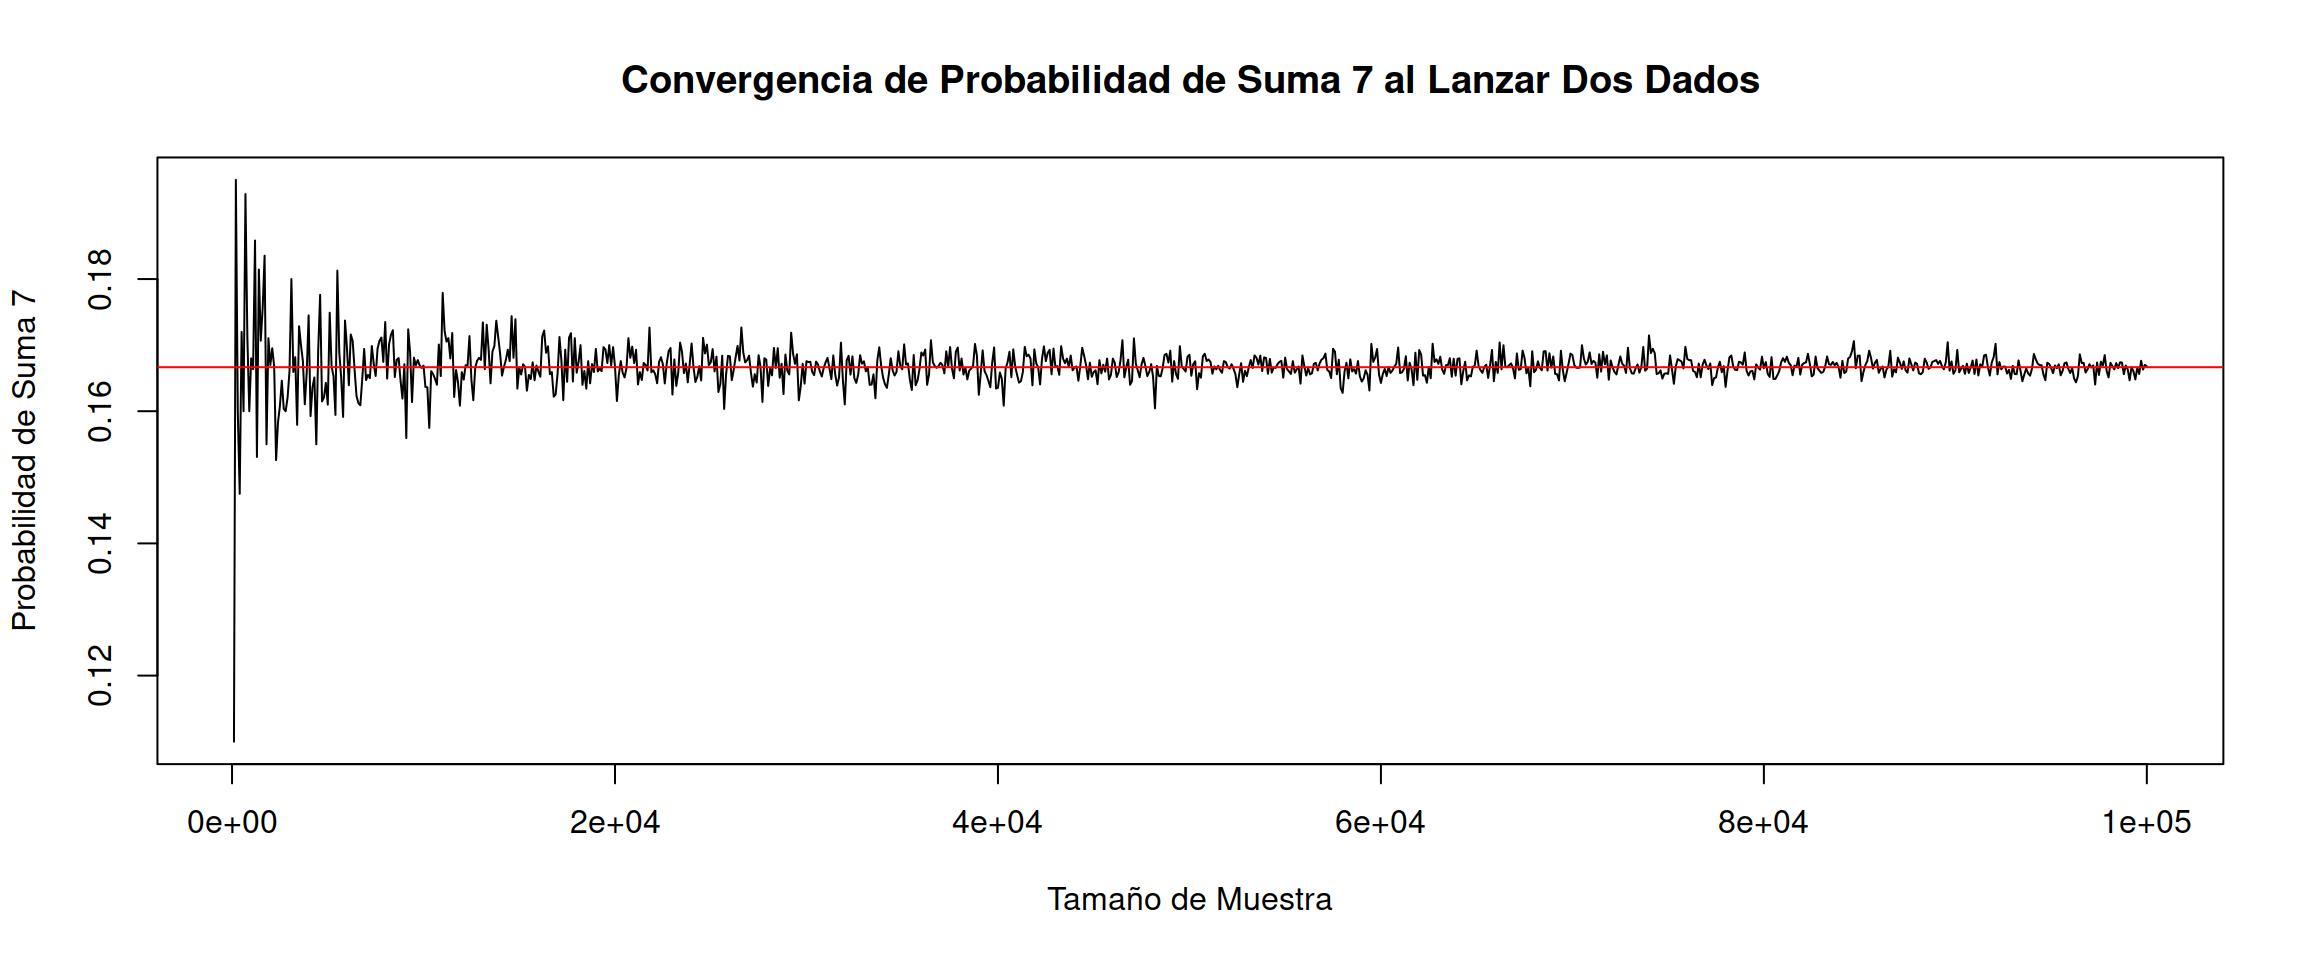 Convergencia de Probabilidad de Suma 7 al Lanzar Dos Dados
Probabilidad de Suma 7
0.18
0.16
0.14
0.12
0e+00 2e+04 4e+04 6e+04 8e+04 1e+05
Tamaño de Muestra